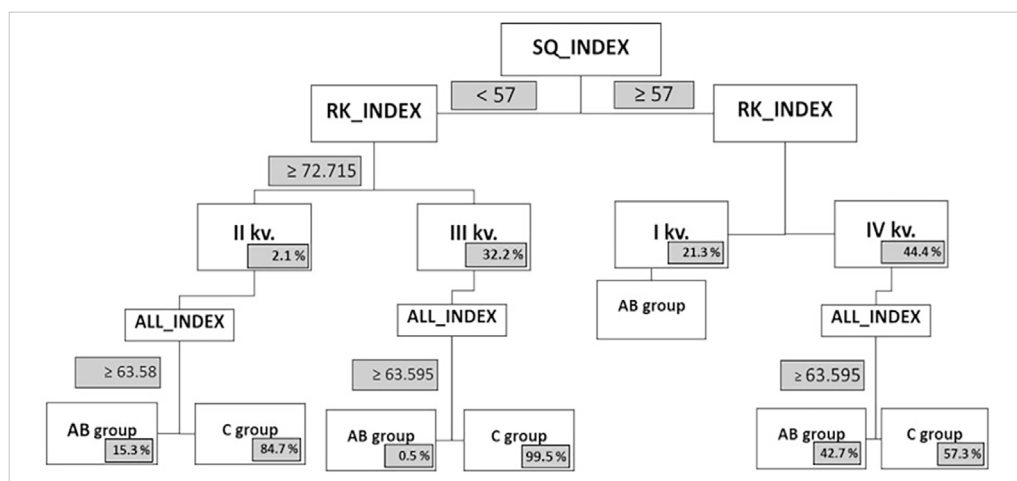 SQ_INDEX
< 57
≥ 57
RK_INDEX
RK_INDEX
≥ 72.715
II kv.
2.1 %
III kv.
32.2 %
I kv.
21.3 %
IV kv.
44.4 %
AB group
ALL_INDEX
ALL_INDEX
ALL_INDEX
≥ 63.58
≥ 63.595
≥ 63.595
AB group
15.3 %
C group
84.7 %
AB group
0.5 %
C group
99.5 %
AB group
42.7 %
C group
57.3 %